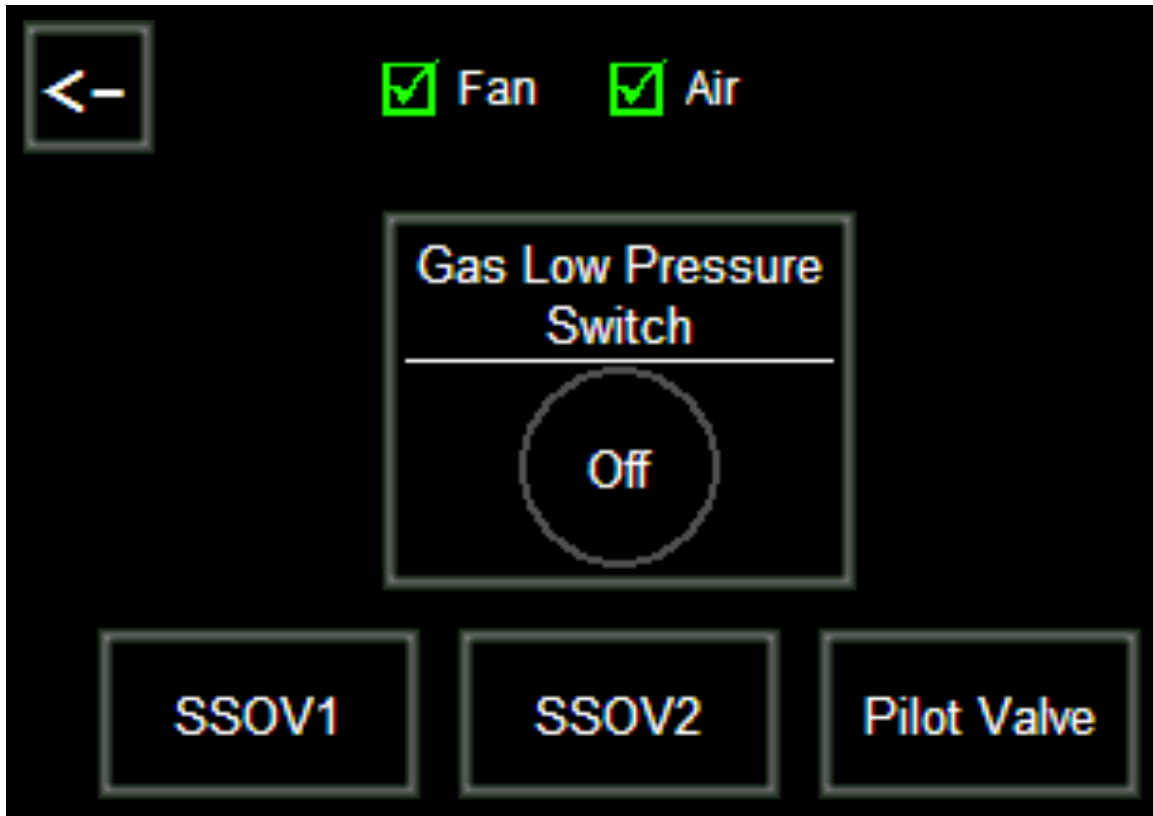 <-
Fan
Air
Gas Low Pressure
Switch
Off
SSOV1
SSOV2
Pilot Valve